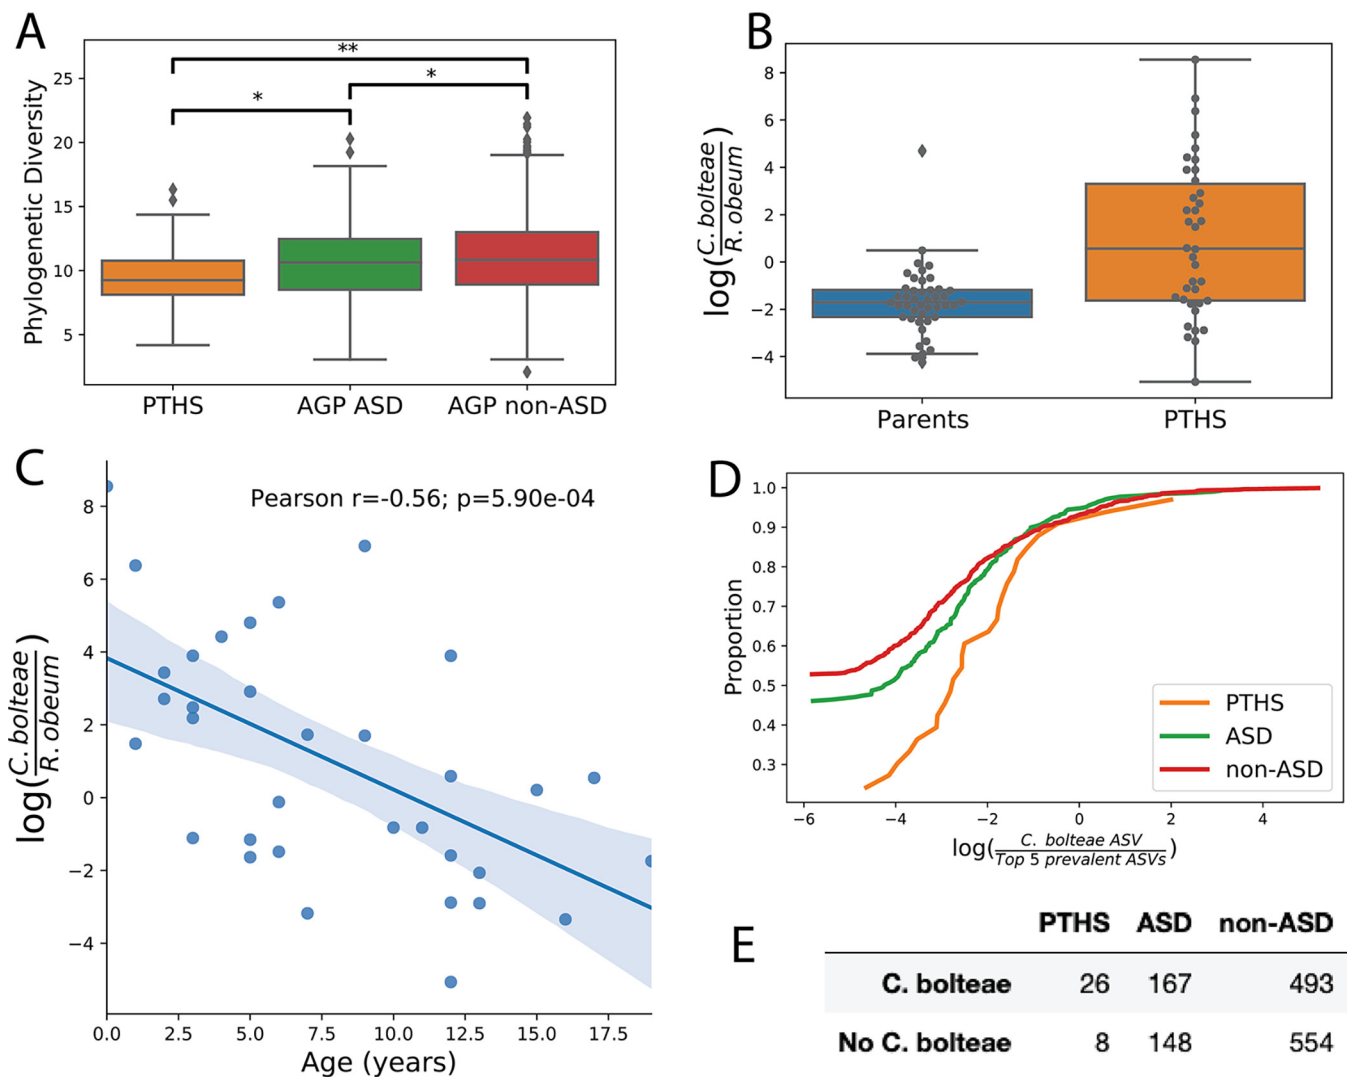 A
Phylogenetic Diversity
25
20
15
10
5
**
*
*
PTHS
AGP ASD
AGP non-ASD
B
log(C. bolteae/R. obeum)
8
6
4
2
0
−2
−4
Parents
PTHS
C
Pearson r=-0.56; p=5.90e-04
log(C. bolteae/R. obeum)
8
6
4
2
0
−2
−4
0.0 2.5 5.0 7.5 10.0 12.5 15.0 17.5
Age (years)
D
Proportion
1.0
0.9
0.8
0.7
0.6
0.5
0.4
0.3
PTHS
ASD
non-ASD
−6 −4 −2 0 2 4
log(C. bolteae ASV/Top 5 prevalent ASVs)
E
PTHS ASD non-ASD
C. bolteae 26 167 493
No C. bolteae 8 148 554